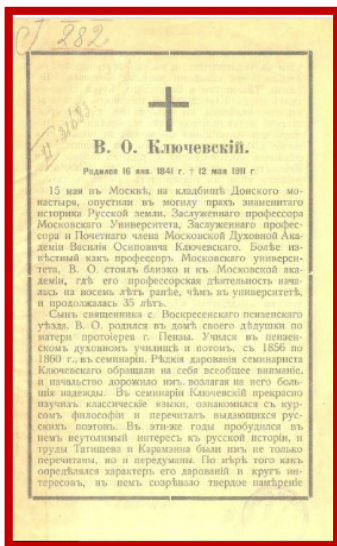 282
В. О. Ключевскій.
Родился 16 янв. 1841 г. † 12 мая 1911 г.
15 мая въ Москвѣ, на кладбищѣ Донского мо-
настыря, опустили въ могилу прахъ знаменитаго
историка Русской земли. Заслуженнаго профессора
Московскаго Университета, Заслуженнаго профес-
сора и Почетнаго члена Московской Духовной Ака-
деміи Василія Осиповича Ключевскаго. Болѣе из-
вѣстный какъ профессоръ Московскаго универси-
тета, В. О. стоялъ близко и къ Московской ака-
деміи, гдѣ его профессорская дѣятельность нача-
лась на восемь лѣтъ ранѣе, чѣмъ въ университетѣ,
и продолжалась 35 лѣтъ.
Сынъ священника с. Воскресенскаго пензенскаго
уѣзда. В. О. родился въ домѣ своего дѣдушки по
матери протоіерея г. Пензы. Учился въ пензен-
скомъ духовномъ училищѣ и потомъ, съ 1856 по
1860 г., въ семинаріи. Рѣдкія дарованія семинариста
Ключевскаго обращали на себя всеобщее вниманіе,
и начальство дорожило имъ, возлагая на него боль-
шія надежды. Въ семинаріи Ключевскій прекрасно
изучилъ классическіе языки, ознакомился съ кур-
сомъ философіи и перечиталъ выдающихся рус-
скихъ поэтовъ. Въ эти-же годы пробудился въ
немъ неутолимый интересъ къ русской исторіи, и
труды Татищева и Карамзина были имъ не только
перечитаны, но и передуманы. По мѣрѣ того какъ
опредѣлялся характеръ его дарованій и кругъ ин-
тересовъ, въ немъ созрѣвало твердое намѣреніе